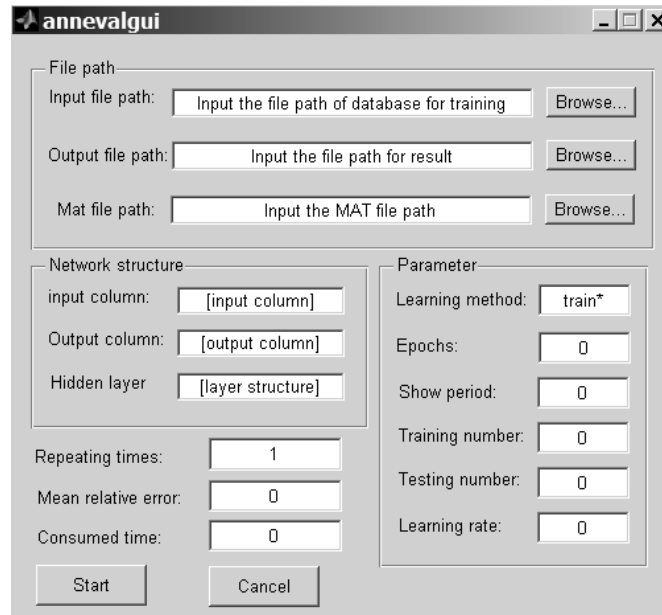 annevalgui
File path
Input file path: Input the file path of database for training Browse...
Output file path: Input the file path for result Browse...
Mat file path: Input the MAT file path Browse...
Network structure
input column: [input column]
Output column: [output column]
Hidden layer [layer structure]
Parameter
Learning method: train*
Epochs: 0
Show period: 0
Training number: 0
Testing number: 0
Learning rate: 0
Repeating times: 1
Mean relative error: 0
Consumed time: 0
Start Cancel